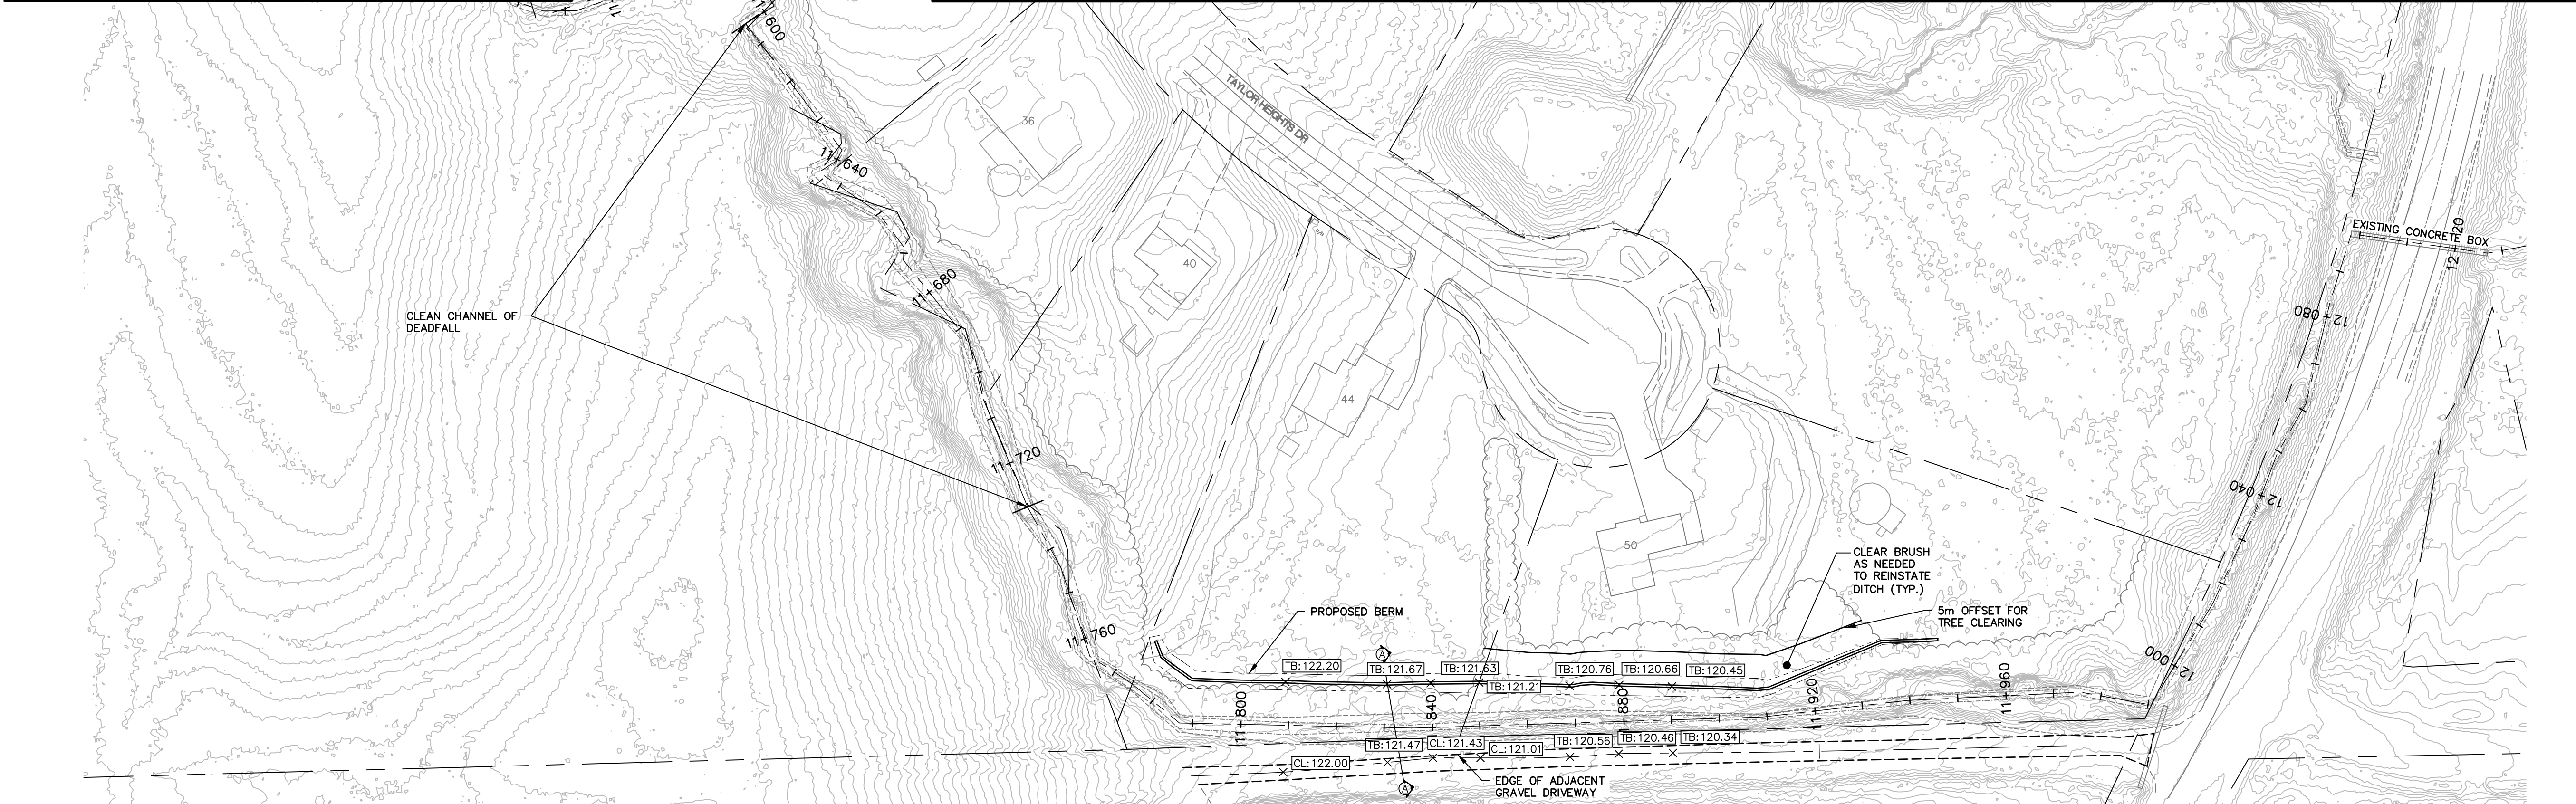 11+600
TAYLOR HEIGHTS DR
36
11+640
EXISTING CONCRETE BOX
40
11+680
12+080
CLEAN CHANNEL OF
DEADFALL
44
11+720
12+040
50
CLEAR BRUSH
AS NEEDED
TO REINSTATE
DITCH (TYP.)
PROPOSED BERM
5m OFFSET FOR
TREE CLEARING
11+760
12+000
A
TB:122.20
TB:121.67
TB:121.63
TB:121.21
TB:120.76
TB:120.66
TB:120.45
11+800
11+840
11+880
11+920
11+960
TB:121.47
CL:121.43
CL:121.01
TB:120.56
TB:120.46
TB:120.34
CL:122.00
EDGE OF ADJACENT
GRAVEL DRIVEWAY
A